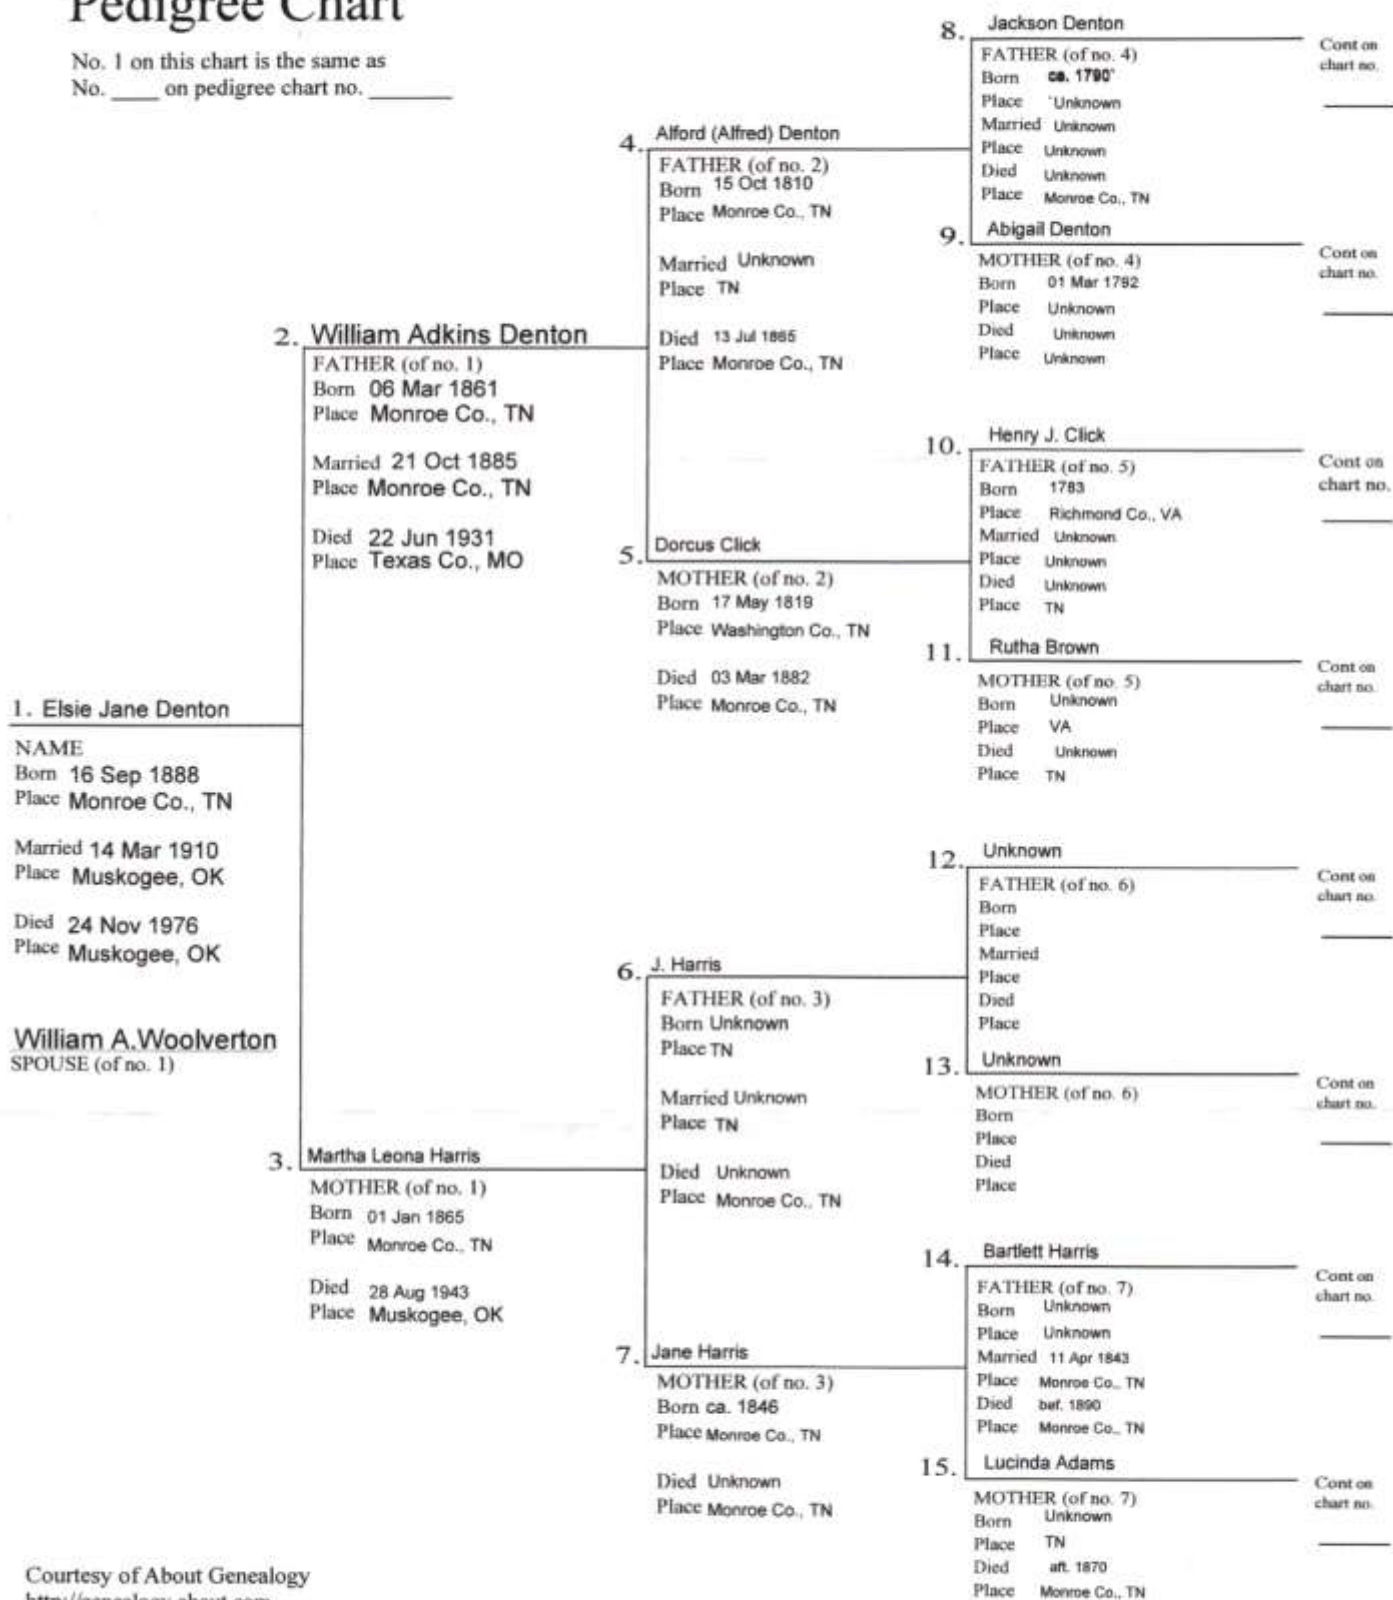 Pedigree Chart
No. 1 on this chart is the same as
No. ____ on pedigree chart no. _______
1. Elsie Jane Denton
NAME
Born 16 Sep 1888
Place Monroe Co., TN
Married 14 Mar 1910
Place Muskogee, OK
Died 24 Nov 1976
Place Muskogee, OK
William A.Woolverton
SPOUSE (of no. 1)
2. William Adkins Denton
FATHER (of no. 1)
Born 06 Mar 1861
Place Monroe Co., TN
Married 21 Oct 1885
Place Monroe Co., TN
Died 22 Jun 1931
Place Texas Co., MO
3. Martha Leona Harris
MOTHER (of no. 1)
Born 01 Jan 1865
Place Monroe Co., TN
Died 28 Aug 1943
Place Muskogee, OK
4. Alford (Alfred) Denton
FATHER (of no. 2)
Born 15 Oct 1810
Place Monroe Co., TN
Married Unknown
Place TN
Died 13 Jul 1865
Place Monroe Co., TN
5. Dorcus Click
MOTHER (of no. 2)
Born 17 May 1819
Place Washington Co., TN
Died 03 Mar 1882
Place Monroe Co., TN
6. J. Harris
FATHER (of no. 3)
Born Unknown
Place TN
Married Unknown
Place TN
Died Unknown
Place Monroe Co., TN
7. Jane Harris
MOTHER (of no. 3)
Born ca. 1846
Place Monroe Co., TN
Died Unknown
Place Monroe Co., TN
8. Jackson Denton
FATHER (of no. 4)
Born ca. 1790
Place Unknown
Married Unknown
Place Unknown
Died Unknown
Place Monroe Co., TN
Cont on
chart no.
9. Abigail Denton
MOTHER (of no. 4)
Born 01 Mar 1792
Place Unknown
Died Unknown
Place Unknown
Cont on
chart no.
10. Henry J. Click
FATHER (of no. 5)
Born 1783
Place Richmond Co., VA
Married Unknown
Place Unknown
Died Unknown
Place TN
Cont on
chart no.
11. Rutha Brown
MOTHER (of no. 5)
Born Unknown
Place VA
Died Unknown
Place TN
Cont on
chart no.
12. Unknown
FATHER (of no. 6)
Born
Place
Married
Place
Died
Place
Cont on
chart no.
13. Unknown
MOTHER (of no. 6)
Born
Place
Died
Place
Cont on
chart no.
14. Bartlett Harris
FATHER (of no. 7)
Born Unknown
Place Unknown
Married 11 Apr 1843
Place Monroe Co., TN
Died bef. 1890
Place Monroe Co., TN
Cont on
chart no.
15. Lucinda Adams
MOTHER (of no. 7)
Born Unknown
Place TN
Died aft. 1870
Place Monroe Co., TN
Cont on
chart no.
Courtesy of About Genealogy